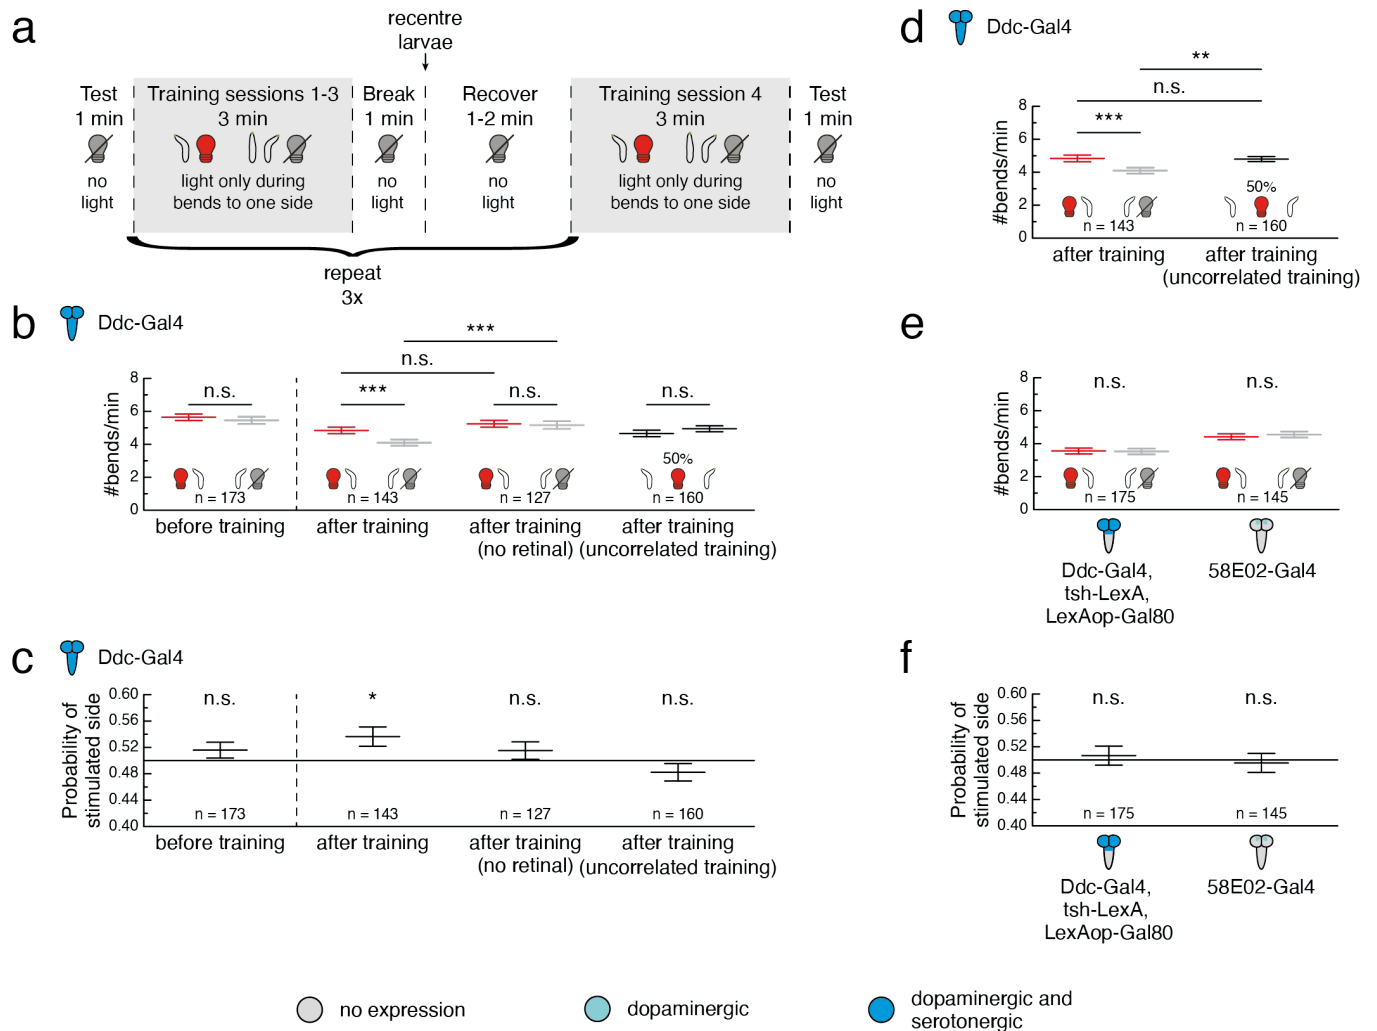 a
recentre
larvae
Test
1 min
no
light
Training sessions 1-3
3 min
light only during
bends to one side
Break
1 min
no
light
Recover
1-2 min
no
light
Training session 4
3 min
light only during
bends to one side
Test
1 min
no
light
repeat
3x
b
Ddc-Gal4
#bends/min
8
6
4
2
0
n.s.
***
n.s.
***
n.s.
n.s.
50%
n = 173
n = 143
n = 127
n = 160
before training
after training
after training
(no retinal)
after training
(uncorrelated training)
c
Ddc-Gal4
Probability of
stimulated side
0.60
0.56
0.52
0.48
0.44
0.40
n.s.
*
n.s.
n.s.
n = 173
n = 143
n = 127
n = 160
before training
after training
after training
(no retinal)
after training
(uncorrelated training)
d
Ddc-Gal4
#bends/min
8
6
4
2
0
**
n.s.
***
50%
n = 143
n = 160
after training
after training
(uncorrelated training)
e
#bends/min
8
6
4
2
0
n.s.
n.s.
n = 175
n = 145
Ddc-Gal4,
tsh-LexA,
LexAop-Gal80
58E02-Gal4
f
Probability of
stimulated side
0.60
0.56
0.52
0.48
0.44
0.40
n.s.
n.s.
n = 175
n = 145
Ddc-Gal4,
tsh-LexA,
LexAop-Gal80
58E02-Gal4
no expression
dopaminergic
dopaminergic and
serotonergic